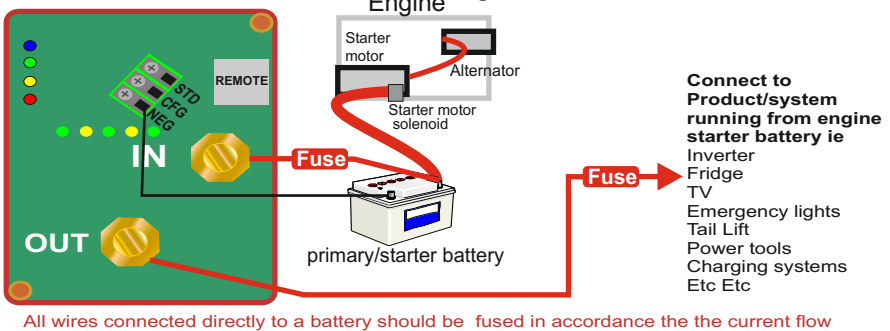 Engine
Starter
motor
Alternator
Starter motor
solenoid
REMOTE
STD
CFG
NEG
IN
Fuse
OUT
primary/starter battery
Fuse
Connect to
Product/system
running from engine
starter battery ie
Inverter
Fridge
TV
Emergency lights
Tail Lift
Power tools
Charging systems
Etc Etc
All wires connected directly to a battery should be fused in accordance the the current flow